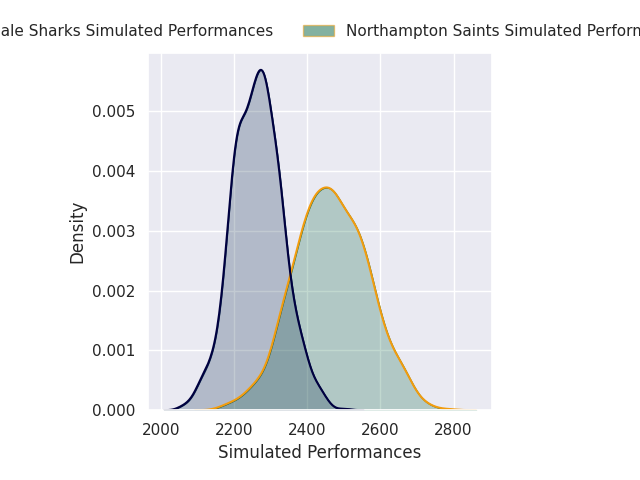 ale Sharks Simulated Performances
Northampton Saints Simulated Perforn
0.005
0.004
0.003
0.002
0.001
0.000
Density
2000 2200 2400 2600 2800
Simulated Performances